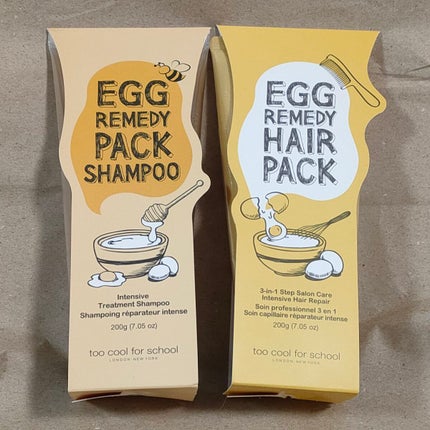 EGG
REMEDY
PACK
SHAMPOO
Intensive
Treatment Shampoo
Shampoing réparateur intense
200g (7.05 oz)
too cool for school
LONDON NEW YORK
EGG
REMEDY
HAIR
PACK
3-in-1 Step Salon Care
Intensive Hair Repair
Soin professionnel 3 en 1
Soin capillaire réparateur intense
200g (7.05 oz)
too cool for school
LONDON NEW YORK